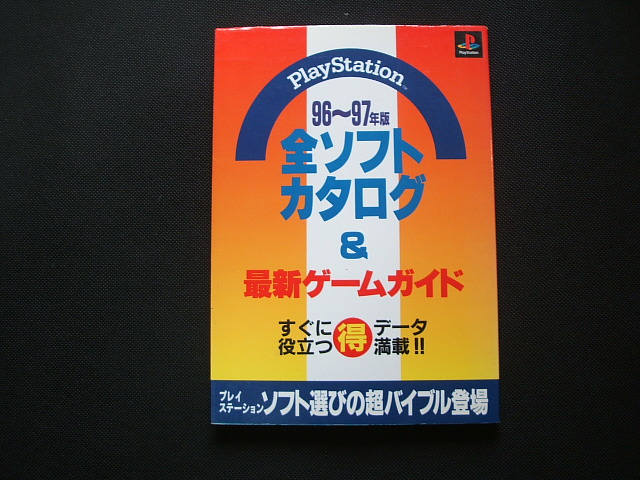 PlayStation
PlayStation™
96〜97年版
全ソフト
カタログ
&
最新ゲームガイド
すぐに
役立つ
得
データ
満載!!
プレイ
ステーション
ソフト選びの超バイブル登場